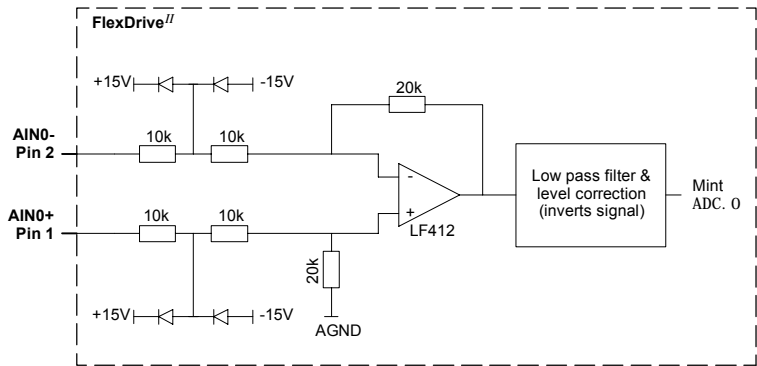 FlexDrive II
+15V
-15V
20k
AIN0-
Pin 2
10k
10k
-
+
LF412
Low pass filter &
level correction
(inverts signal)
Mint
ADC. 0
AIN0+
Pin 1
10k
10k
20k
+15V
-15V
AGND